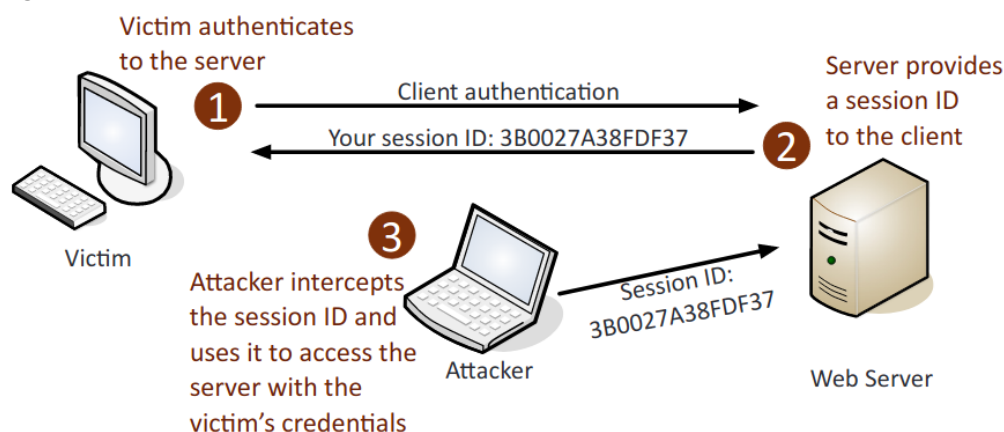 Victim authenticates
to the server
1
Client authentication
Your session ID: 3B0027A38FDF37
2
Server provides
a session ID
to the client
Victim
3
Attacker intercepts
the session ID and
uses it to access the
server with the
victim's credentials
Attacker
Session ID:
3B0027A38FDF37
Web Server